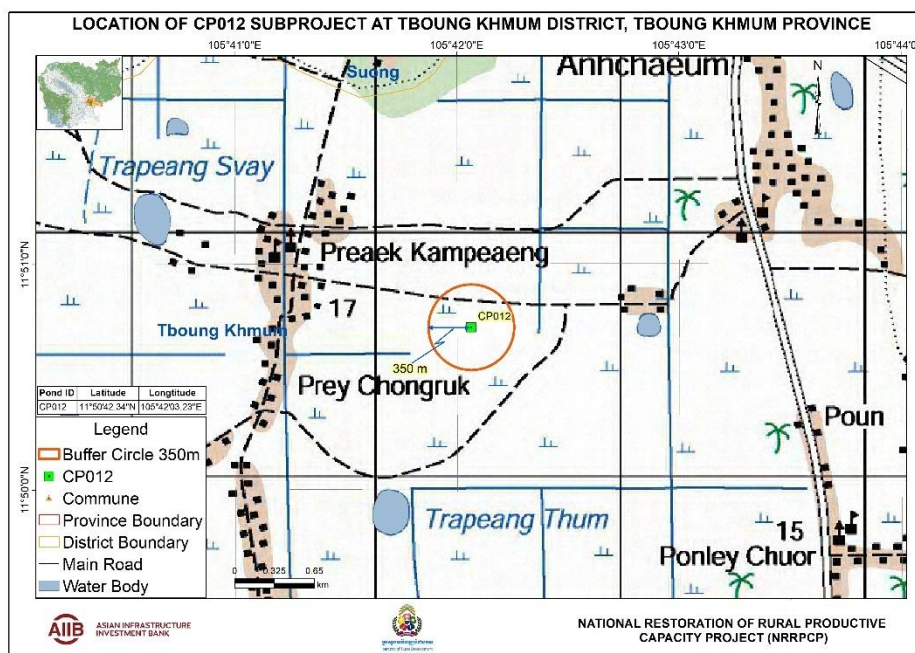 LOCATION OF CP012 SUBPROJECT AT TBOUNG KHMUM DISTRICT, TBOUNG KHMUM PROVINCE
105°41'0"E 105°42'0"E 105°43'0"E 105°44'0"E
Suong
Anhchaeum
N
Trapeang Svay
11°51'0"N
Preaek Kampeaeng
17
CP012
Tboung Khmum
350 m
Prey Chongruk
Pond ID Latitude Longtitude
CP012 11°50'42.34"N 105°42'03.23"E
Poun
Legend
Buffer Circle 350m
CP012
Commune
Province Boundary
District Boundary
Main Road
Water Body
11°50'0"N
Trapeang Thum
15
Ponley Chuor
0 0.325 0.65
km
AIIB
ASIAN INFRASTRUCTURE
INVESTMENT BANK
NATIONAL RESTORATION OF RURAL PRODUCTIVE
CAPACITY PROJECT (NRRPCP)